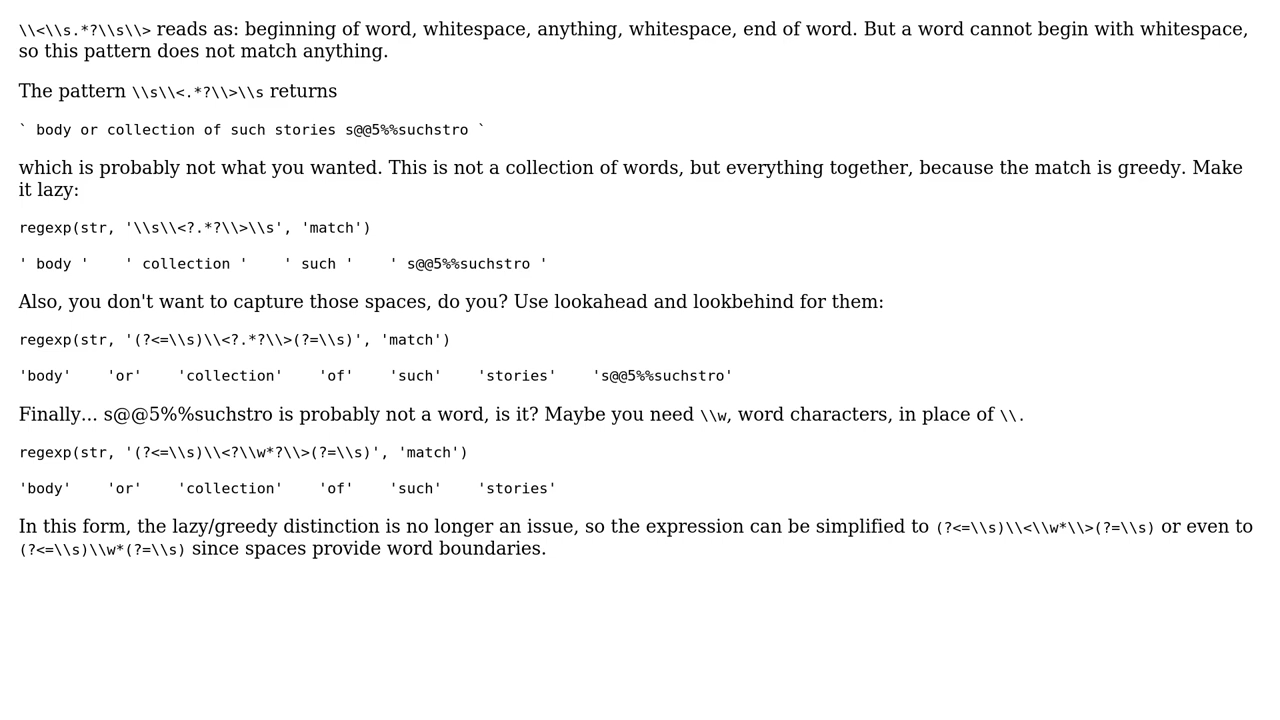 \\<\\s.*?\\s\\> reads as: beginning of word, whitespace, anything, whitespace, end of word. But a word cannot begin with whitespace,
so this pattern does not match anything.
The pattern \\s\\<.*?\\>\\s returns
` body or collection of such stories s@@5%%suchstro `
which is probably not what you wanted. This is not a collection of words, but everything together, because the match is greedy. Make
it lazy:
regexp(str, '\\s\\<?.*?\\>\\s', 'match')
' body '    ' collection '    ' such '    ' s@@5%%suchstro '
Also, you don't want to capture those spaces, do you? Use lookahead and lookbehind for them:
regexp(str, '(?<=\\s)\\<?.*?\\>(?=\\s)', 'match')
'body'    'or'    'collection'    'of'    'such'    'stories'    's@@5%%suchstro'
Finally... s@@5%%suchstro is probably not a word, is it? Maybe you need \\w, word characters, in place of \\.
regexp(str, '(?<=\\s)\\<?\\w*?\\>(?=\\s)', 'match')
'body'    'or'    'collection'    'of'    'such'    'stories'
In this form, the lazy/greedy distinction is no longer an issue, so the expression can be simplified to (?<=\\s)\\<\\w*\\>(?=\\s) or even to
(?<=\\s)\\w*(?=\\s) since spaces provide word boundaries.